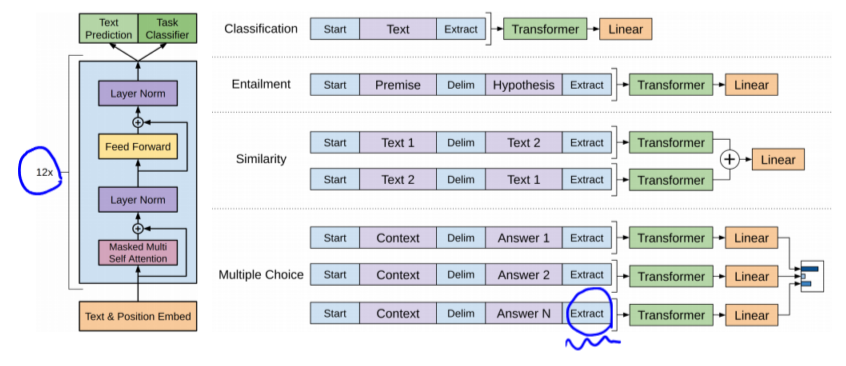 Text Prediction
Task Classifier
Layer Norm
+
Feed Forward
12x
Layer Norm
+
Masked Multi Self Attention
Text & Position Embed
Classification Start Text Extract Transformer Linear
Entailment Start Premise Delim Hypothesis Extract Transformer Linear
Similarity
Start Text 1 Delim Text 2 Extract Transformer
+ Linear
Start Text 2 Delim Text 1 Extract Transformer
Multiple Choice
Start Context Delim Answer 1 Extract Transformer Linear
Start Context Delim Answer 2 Extract Transformer Linear
Start Context Delim Answer N Extract Transformer Linear